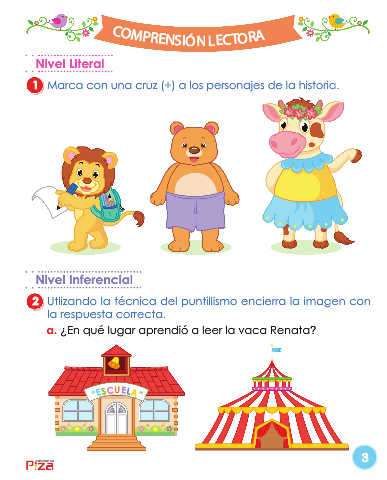 COMPRENSIÓN LECTORA
Nivel Literal
1 Marca con una cruz (+) a los personajes de la historia.
Nivel Inferencial
2 Utlizando la técnica del puntillismo encierra la imagen con
la respuesta correcta.
a. ¿En qué lugar aprendió a leer la vaca Renata?
ESCUELA
PIZA
3